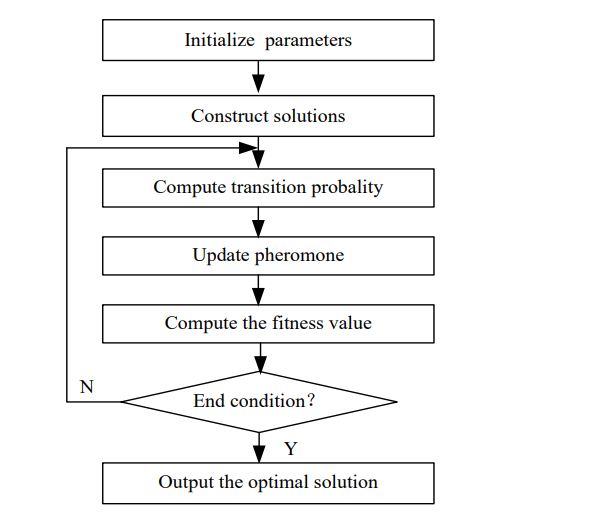 Initialize parameters
Construct solutions
Compute transition probality
Update pheromone
Compute the fitness value
N
End condition？
Y
Output the optimal solution